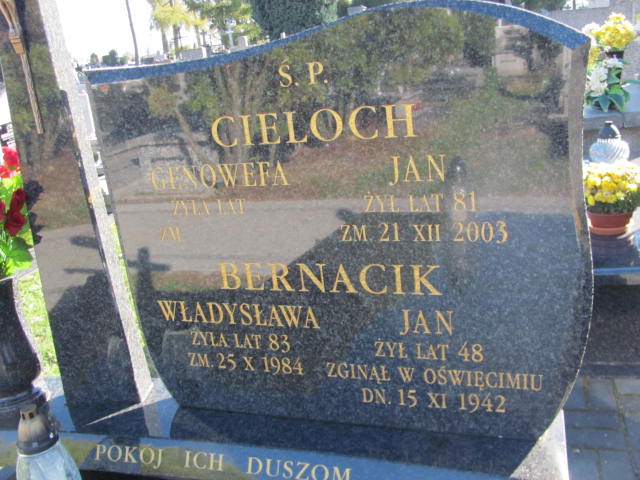 Ś. P.
CIELOCH
GENOWEFA JAN
ŻYŁA LAT ŻYŁ LAT 81
ZM ZM 21 XII 2003
BERNACIK
WŁADYSŁAWA JAN
ŻYŁA LAT 83 ŻYŁ LAT 48
ZM. 25 X 1984 ZGINĄŁ W OŚWIĘCIMIU
DN. 15 XI 1942
POKÓJ ICH DUSZOM